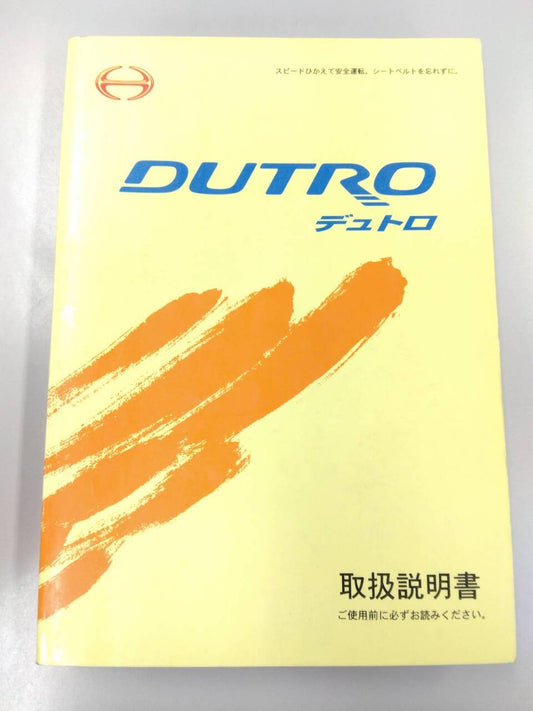 スピードひかえて安全運転、シートベルトを忘れずに。
DUTRO
デュトロ
取扱説明書
ご使用前に必ずお読みください。